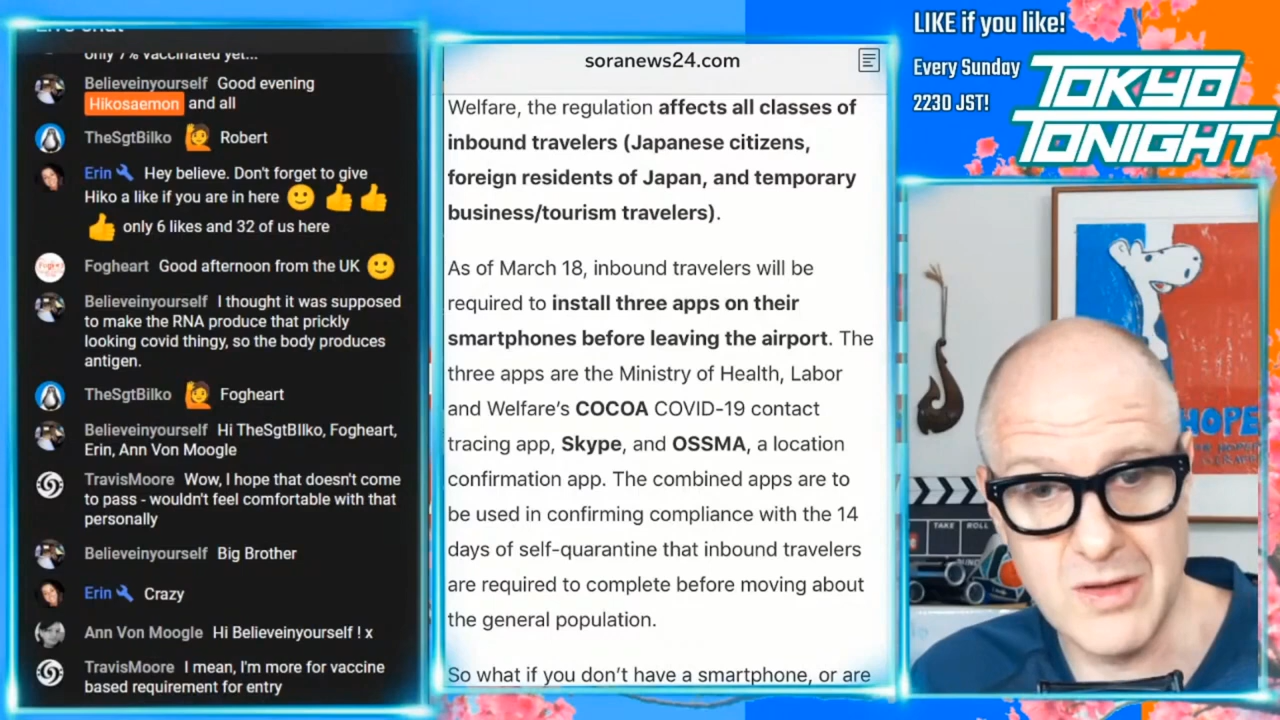 Live chat
only 7% vaccinated yet...
Believeinyourself Good evening
Hikosaemon and all
TheSgtBilko Robert
Erin Hey believe. Don't forget to give
Hiko a like if you are in here
only 6 likes and 32 of us here
Fogheart Good afternoon from the UK
Believeinyourself I thought it was supposed
to make the RNA produce that prickly
looking covid thingy, so the body produces
antigen.
TheSgtBilko Fogheart
Believeinyourself Hi TheSgtBIlko, Fogheart,
Erin, Ann Von Moogle
TravisMoore Wow, I hope that doesn't come
to pass - wouldn't feel comfortable with that
personally
Believeinyourself Big Brother
Erin Crazy
Ann Von Moogle Hi Believeinyourself ! x
TravisMoore I mean, I'm more for vaccine
based requirement for entry
soranews24.com
Welfare, the regulation affects all classes of
inbound travelers (Japanese citizens,
foreign residents of Japan, and temporary
business/tourism travelers).
As of March 18, inbound travelers will be
required to install three apps on their
smartphones before leaving the airport. The
three apps are the Ministry of Health, Labor
and Welfare's COCOA COVID-19 contact
tracing app, Skype, and OSSMA, a location
confirmation app. The combined apps are to
be used in confirming compliance with the 14
days of self-quarantine that inbound travelers
are required to complete before moving about
the general population.
So what if you don't have a smartphone, or are
LIKE if you like!
Every Sunday
2230 JST!
TOKYO
TONIGHT
HOPE
TAKE ROLL